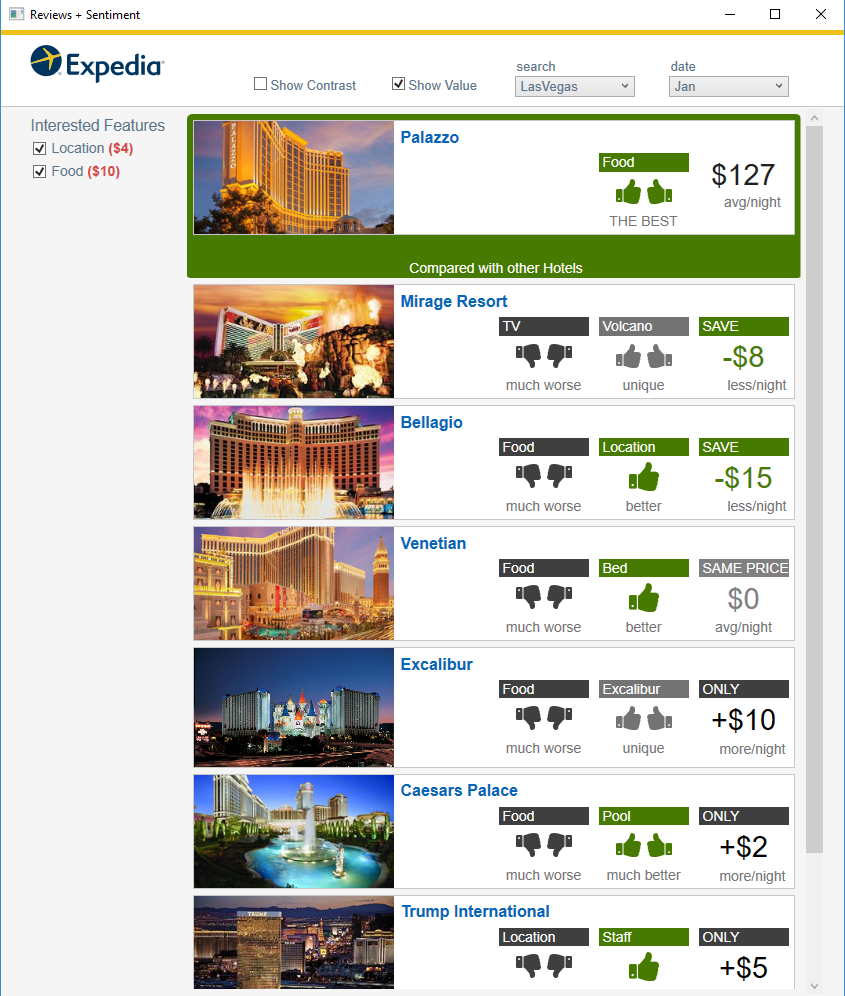 Reviews + Sentiment
Expedia
Show Contrast
Show Value
search
LasVegas
date
Jan
Interested Features
Location ($4)
Food ($10)
PALAZZO
Palazzo
Food
THE BEST
$127
avg/night
Compared with other Hotels
Mirage Resort
TV
much worse
Volcano
unique
SAVE
-$8
less/night
Bellagio
Food
much worse
Location
better
SAVE
-$15
less/night
Venetian
Food
much worse
Bed
better
SAME PRICE
$0
avg/night
Excalibur
Food
much worse
Excalibur
unique
ONLY
+$10
more/night
Caesars Palace
Food
much worse
Pool
much better
ONLY
+$2
more/night
TRUMP
Trump International
Location
Staff
ONLY
+$5